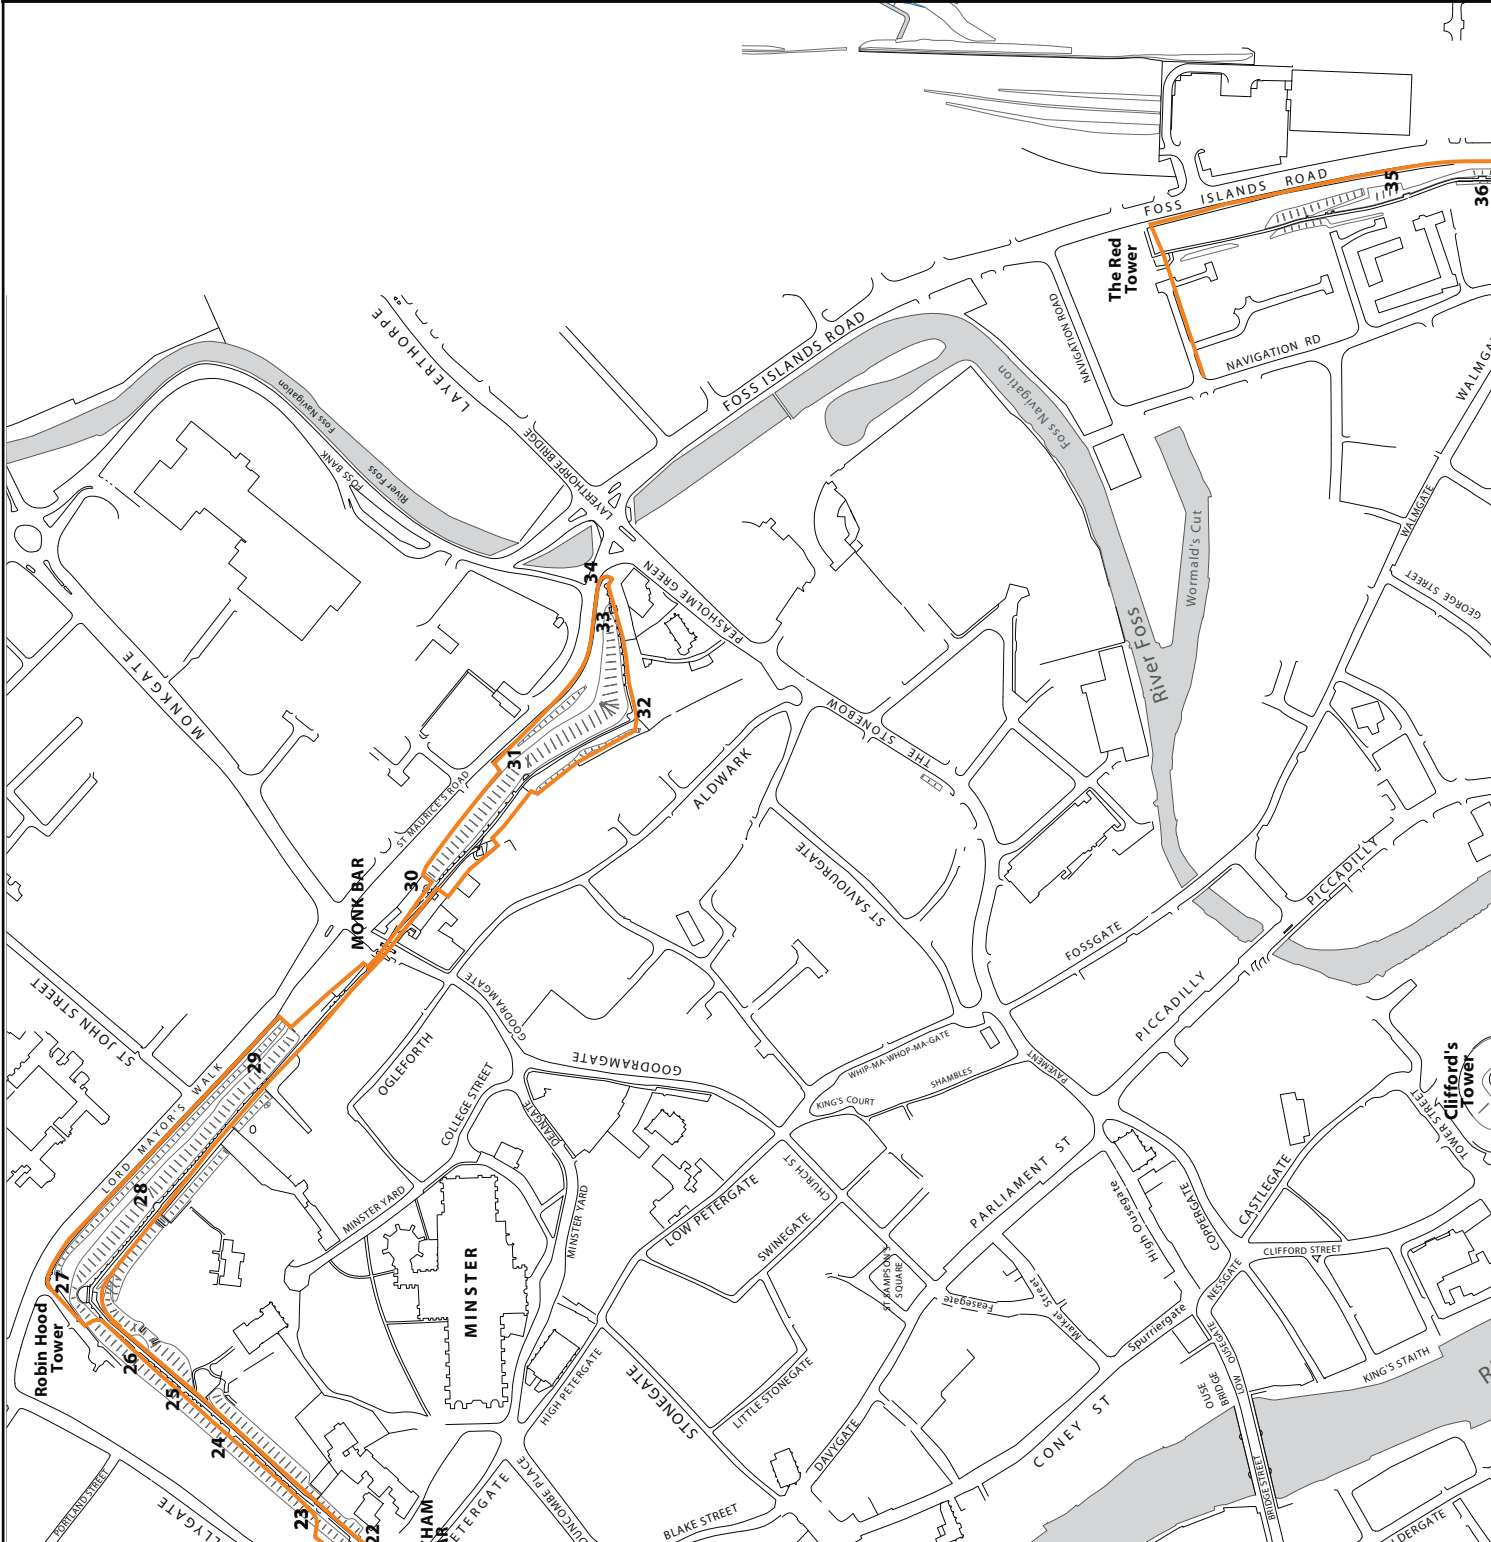 FOSS ISLANDS ROAD
35
36
The Red
Tower
NAVIGATION ROAD
NAVIGATION RD
WALMGA
WALMGATE
GEORGE STREET
LAYERTHORPE
Foss Navigation
River Foss
FOSS BANK
LAYERTHORPE BRIDGE
LAYERTHORPE
FOSS ISLANDS ROAD
Foss Navigation
Wormald's Cut
River Foss
34
33
32
31
30
PEASHOLME GREEN
MONKGATE
ST MAURICE'S ROAD
MONK BAR
THE STONEBOW
ALDWARK
ST SAVIOURGATE
FOSSGATE
PICCADILLY
PICCADILLY
ST JOHN STREET
LORD MAYOR'S WALK
29
28
27
26
25
24
23
22
Robin Hood
Tower
OGLEFORTH
GOODRAMGATE
GOODRAMGATE
COLLEGE STREET
DEANGATE
MINSTER YARD
MINSTER YARD
MINSTER
WHIP-MA-WHOP-MA-GATE
SHAMBLES
PAVEMENT
KING'S COURT
CHURCH ST
LOW PETERGATE
SWINEGATE
PARLIAMENT ST
ST SAMPSON'S
SQUARE
Feasegate
Market Street
High Ousegate
COPPERGATE
CASTLEGATE
CLIFFORD STREET
TOWER STREET
Clifford's
Tower
NESSGATE
Spurriergate
LOW OUSEGATE
OUSE
BRIDGE
BRIDGE STREET
KING'S STAITH
R
HIGH PETERGATE
STONEGATE
LITTLE STONEGATE
DAVYGATE
CONEY ST
BLAKE STREET
DUNCOMBE PLACE
ETERGATE
THAM
AR
LLYGATE
PORTLAND STREET
LDERGATE